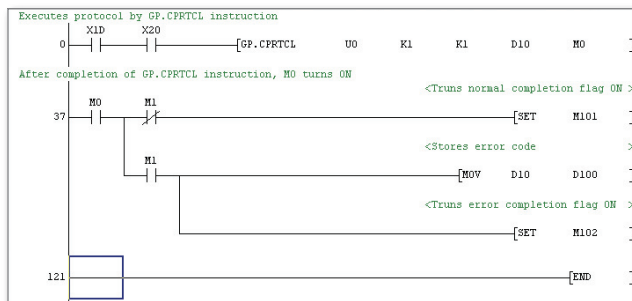 Executes protocol by GP.CPRTCL instruction
X1D X20
0 [GP.CPRTCL U0 K1 K1 D10 M0 ]
After completion of GP.CPRTCL instruction, M0 turns ON
<Truns normal completion flag ON >
M0 M1
37 [SET M101 ]
<Stores error code >
M1
[MOV D10 D100 ]
<Truns error completion flag ON >
[SET M102 ]
121 [END ]